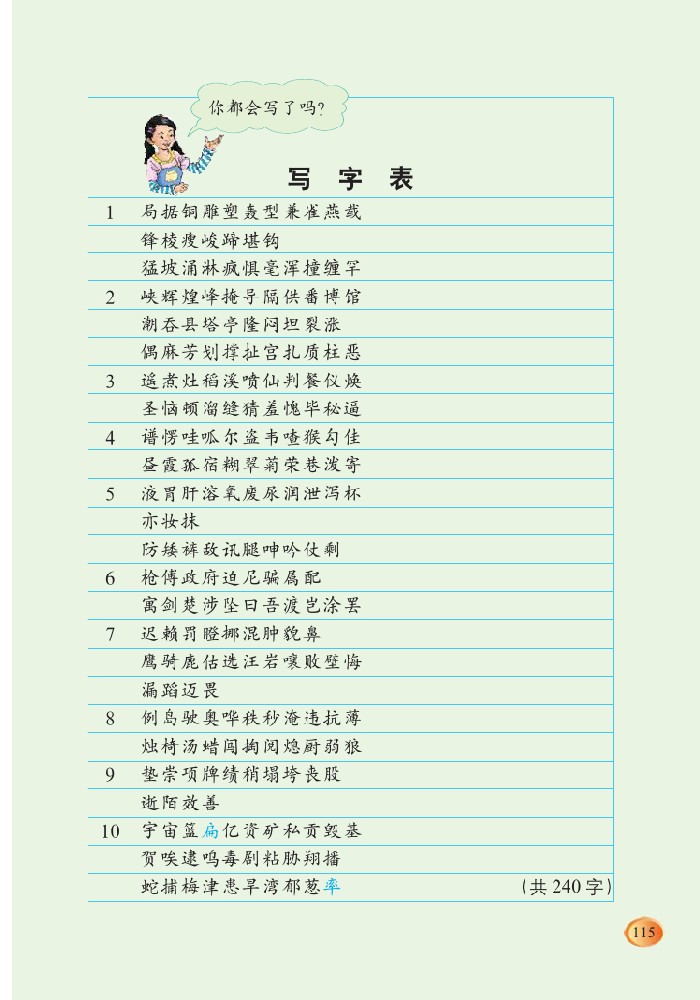 你都会写了吗?
写字表
1 局据铜雕塑轰型兼雀燕哉
锋棱瘦峻蹄堪钩
猛坡涌淋疯惧毫浑撞缠罕
2 峡辉煌峰掩导隔供番博馆
潮吞县塔亭隆闷坦裂涨
偶麻芳划撑扯宫扎质柱恶
3 遥煮灶稻溪喷仙判餐仪焕
圣恼顿溜缝猜羞愧毕秘逼
4 谱愣哇呱尔盗韦喳猴勾佳
昼霞孤宿糊翠菊荣巷泼寄
5 液胃肝溶氧废尿润泄泻杯
亦妆抹
防矮裤敌讯腿呻吟仗剩
6 枪傅政府迫尼骗属配
寓剑楚涉坠曰吾渡岂涂罢
7 迟赖罚瞪挪混肿貌鼻
鹰骑鹿估选汪岩嚷败壁悔
漏蹈迈畏
8 例岛驶奥哗秩秒淹违抗薄
烛椅汤蜡闯掏阅熄厨弱狼
9 垫崇项牌绩稍塌垮丧股
逝陌效善
10 宇宙篮扁亿资矿私贡毁基
贺唉逮呜毒剧粘胁翔播
蛇捕梅津患旱湾郁葱率 (共240字)
115